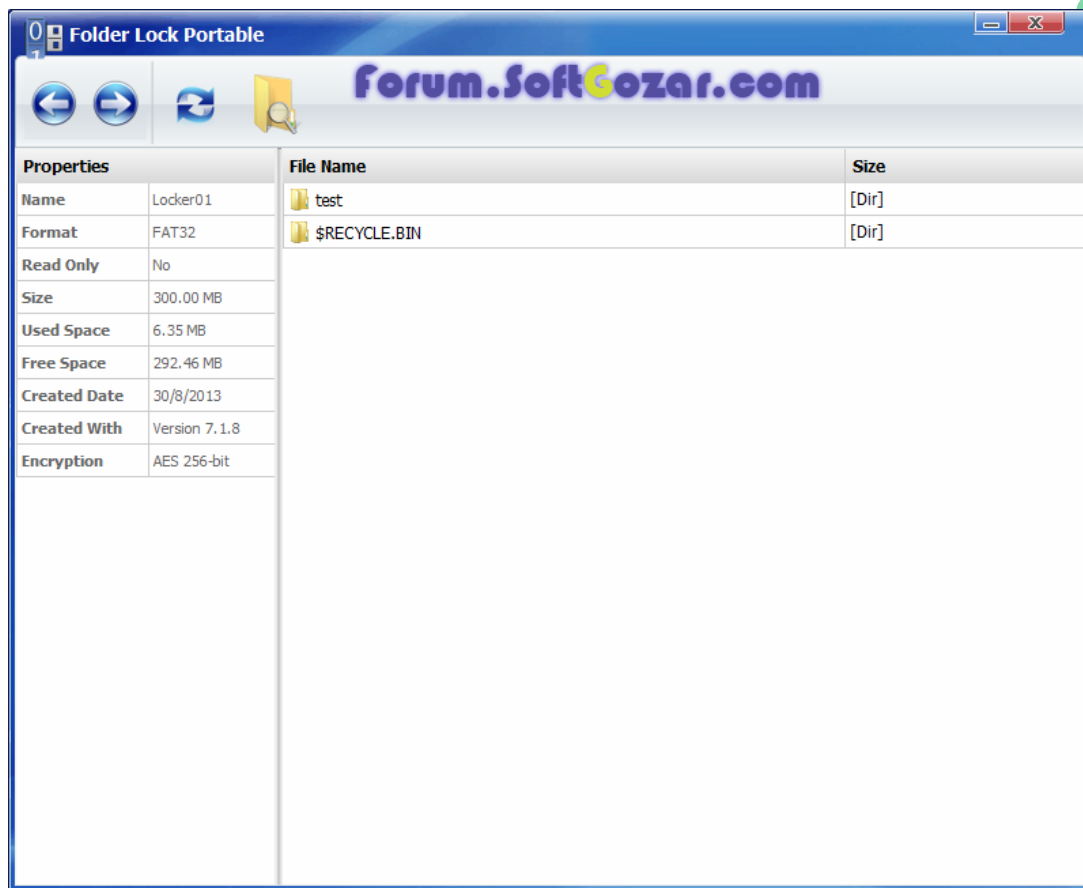 Folder Lock Portable
Forum.SoftGozar.com
Properties
Name Locker01
Format FAT32
Read Only No
Size 300.00 MB
Used Space 6.35 MB
Free Space 292.46 MB
Created Date 30/8/2013
Created With Version 7.1.8
Encryption AES 256-bit
File Name Size
test [Dir]
$RECYCLE.BIN [Dir]